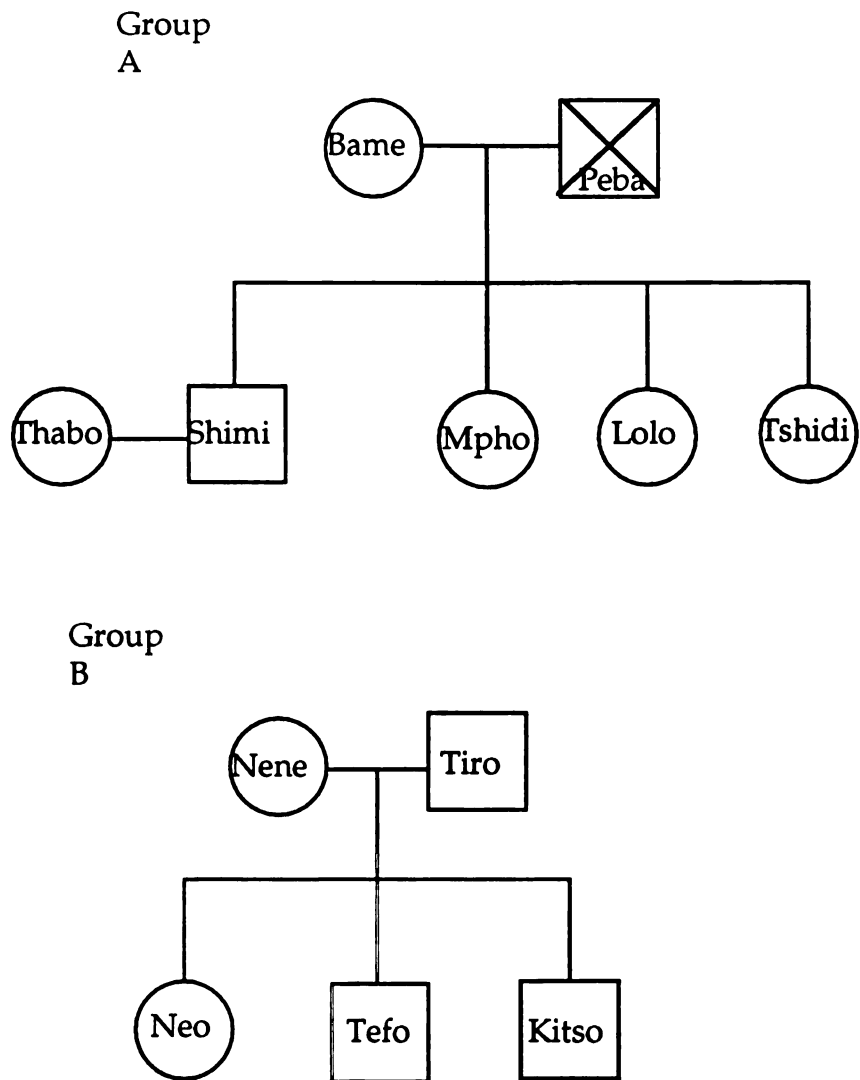 Group
A
Bame
Peba
Thabo
Shimi
Mpho
Lolo
Tshidi
Group
B
Nene
Tiro
Neo
Tefo
Kitso